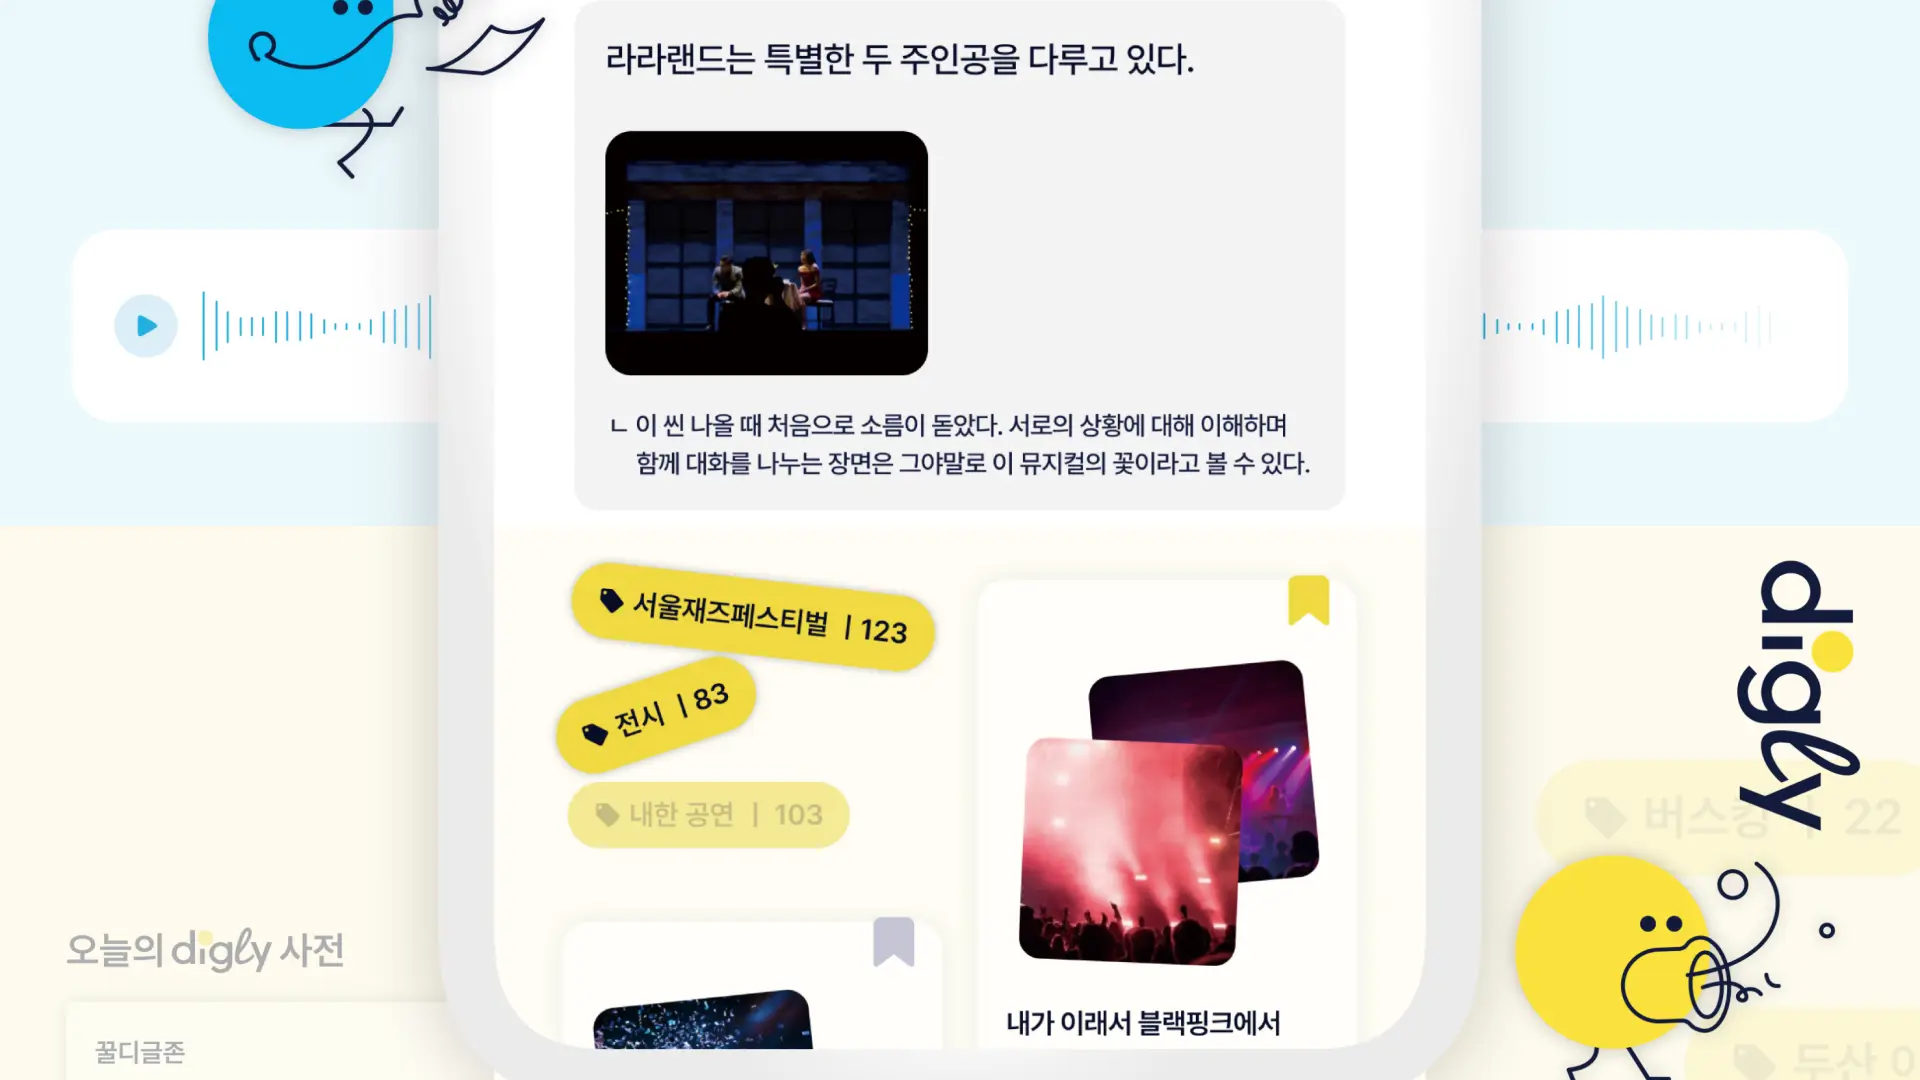 라라랜드는 특별한 두 주인공을 다루고 있다.
ㄴ 이 씬 나올 때 처음으로 소름이 돋았다. 서로의 상황에 대해 이해하며
함께 대화를 나누는 장면은 그야말로 이 뮤지컬의 꽃이라고 볼 수 있다.
서울재즈페스티벌 | 123
전시 | 83
내한 공연 | 103
digly
버스킹 22
오늘의 digly 사전
꿀디글존
내가 이래서 블랙핑크에서
두산